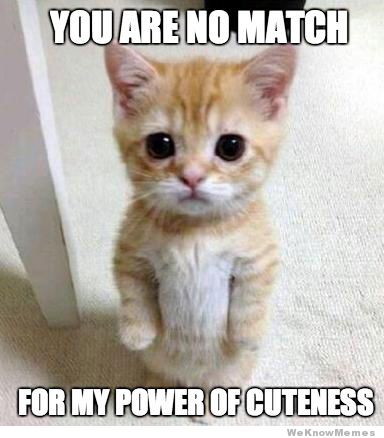 YOU ARE NO MATCH
FOR MY POWER OF CUTENESS
WeKnowMemes